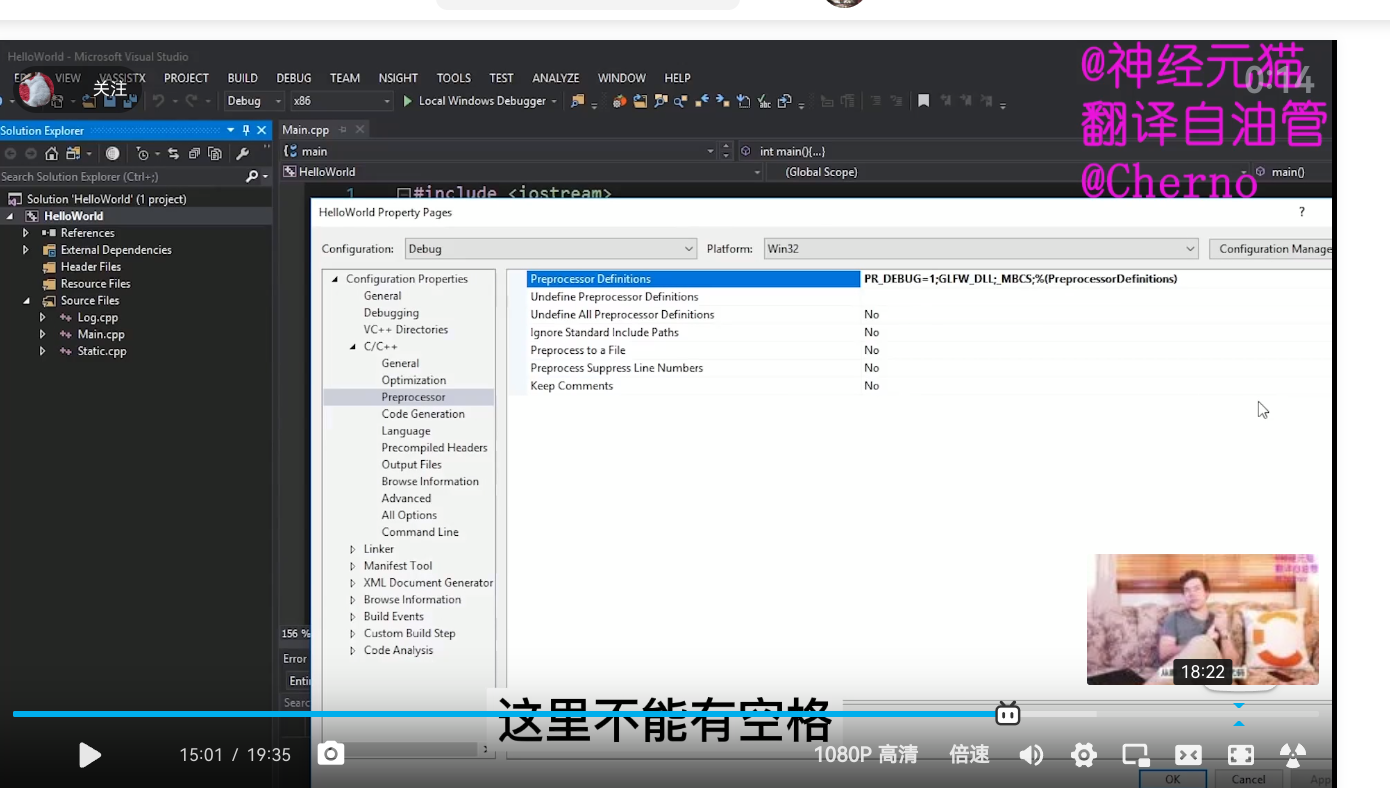 HelloWorld - Microsoft Visual Studio
VIEW VASSISTX PROJECT BUILD DEBUG TEAM NSIGHT TOOLS TEST ANALYZE WINDOW HELP
关注
Debug x86 Local Windows Debugger
@神经元猫
0:14
翻译自油管
@Cherno
Solution Explorer
Main.cpp
main int main(){...}
Search Solution Explorer (Ctrl+;)
HelloWorld (Global Scope) main()
Solution 'HelloWorld' (1 project)
HelloWorld
References
External Dependencies
Header Files
Resource Files
Source Files
Log.cpp
Main.cpp
Static.cpp
1 #include <iostream>
HelloWorld Property Pages ?
Configuration: Debug Platform: Win32 Configuration Manage
Configuration Properties
General
Debugging
VC++ Directories
C/C++
General
Optimization
Preprocessor
Code Generation
Language
Precompiled Headers
Output Files
Browse Information
Advanced
All Options
Command Line
Linker
Manifest Tool
XML Document Generator
Browse Information
Build Events
Custom Build Step
Code Analysis
Preprocessor Definitions PR_DEBUG=1;GLFW_DLL;_MBCS;%(PreprocessorDefinitions)
Undefine Preprocessor Definitions
Undefine All Preprocessor Definitions No
Ignore Standard Include Paths No
Preprocess to a File No
Preprocess Suppress Line Numbers No
Keep Comments No
156 %
Error
Enti
Searc
18:22
这里不能有空格
15:01 / 19:35
1080P 高清 倍速
OK Cancel App